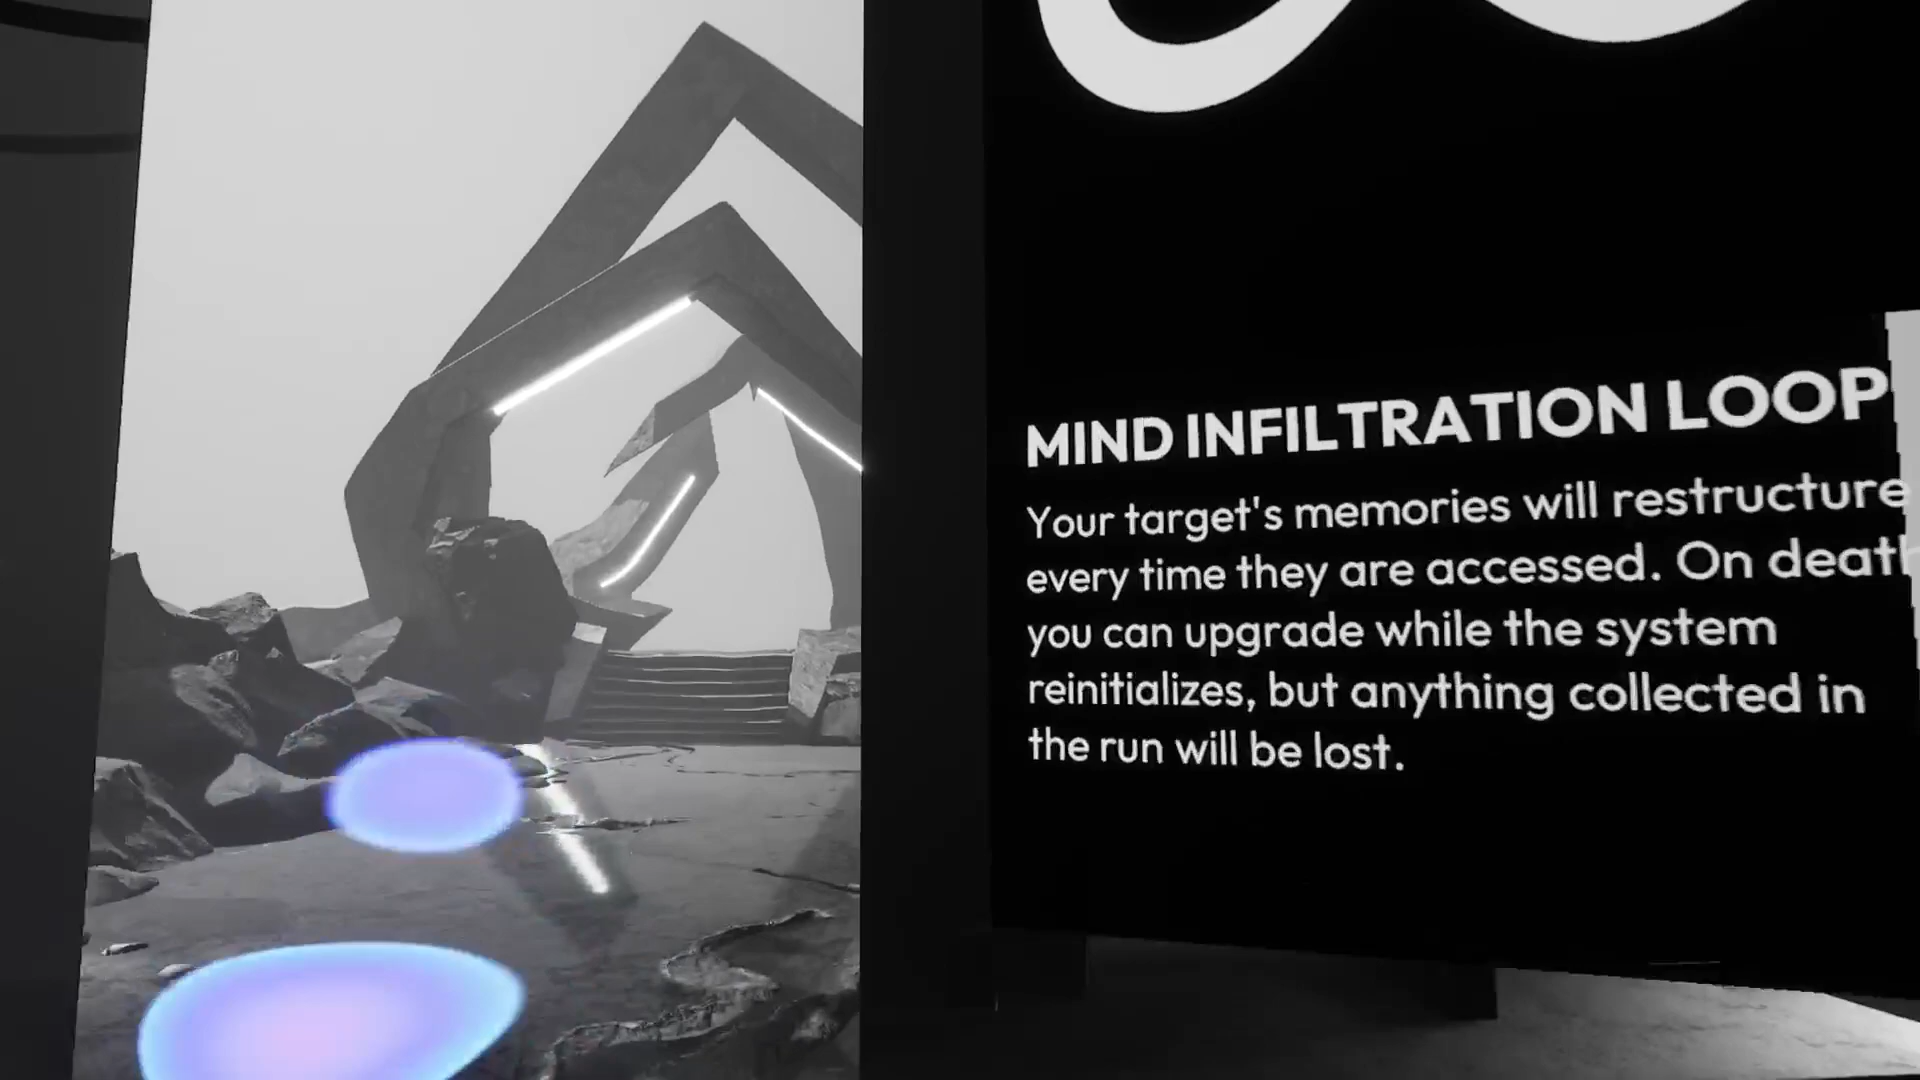 MIND INFILTRATION LOOP
Your target's memories will restructure
every time they are accessed. On death
you can upgrade while the system
reinitializes, but anything collected in
the run will be lost.